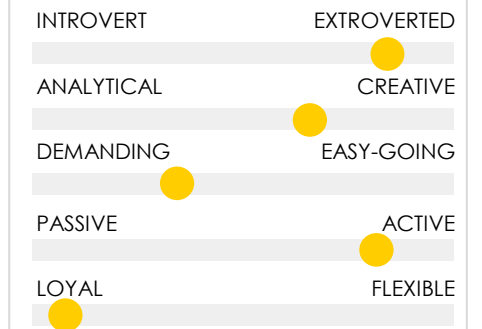 INTROVERT EXTROVERTED
ANALYTICAL CREATIVE
DEMANDING EASY-GOING
PASSIVE ACTIVE
LOYAL FLEXIBLE